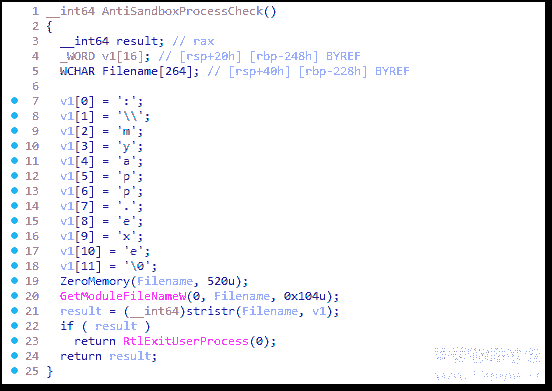 1 __int64 AntiSandboxProcessCheck()
2 {
3 __int64 result; // rax
4 _WORD v1[16]; // [rsp+20h] [rbp-248h] BYREF
5 WCHAR Filename[264]; // [rsp+40h] [rbp-228h] BYREF
6
7 v1[0] = ':';
8 v1[1] = '\\';
9 v1[2] = 'm';
10 v1[3] = 'y';
11 v1[4] = 'a';
12 v1[5] = 'p';
13 v1[6] = 'p';
14 v1[7] = '.';
15 v1[8] = 'e';
16 v1[9] = 'x';
17 v1[10] = 'e';
18 v1[11] = '\0';
19 ZeroMemory(Filename, 520u);
20 GetModuleFileNameW(0, Filename, 0x104u);
21 result = (__int64)stristr(Filename, v1);
22 if ( result )
23 return RtlExitUserProcess(0);
24 return result;
25 }